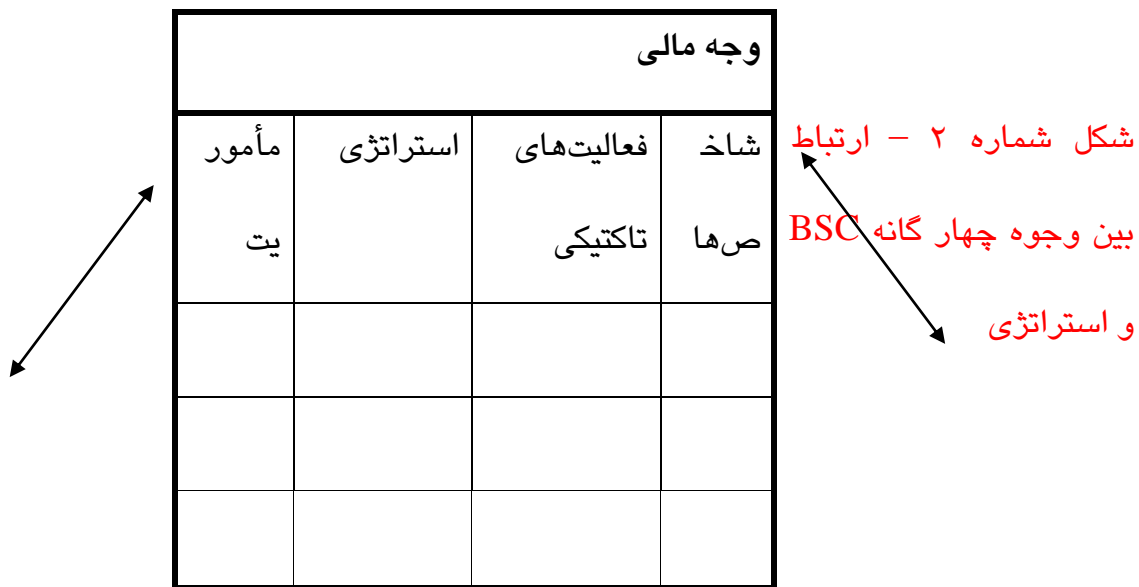 وجه مالی
شاخ‍ فعالیت‌های استراتژی مأمور
ص‌ها تاکتیکی یت
شکل شماره ۲ – ارتباط
بین وجوه چهار گانه BSC
و استراتژی